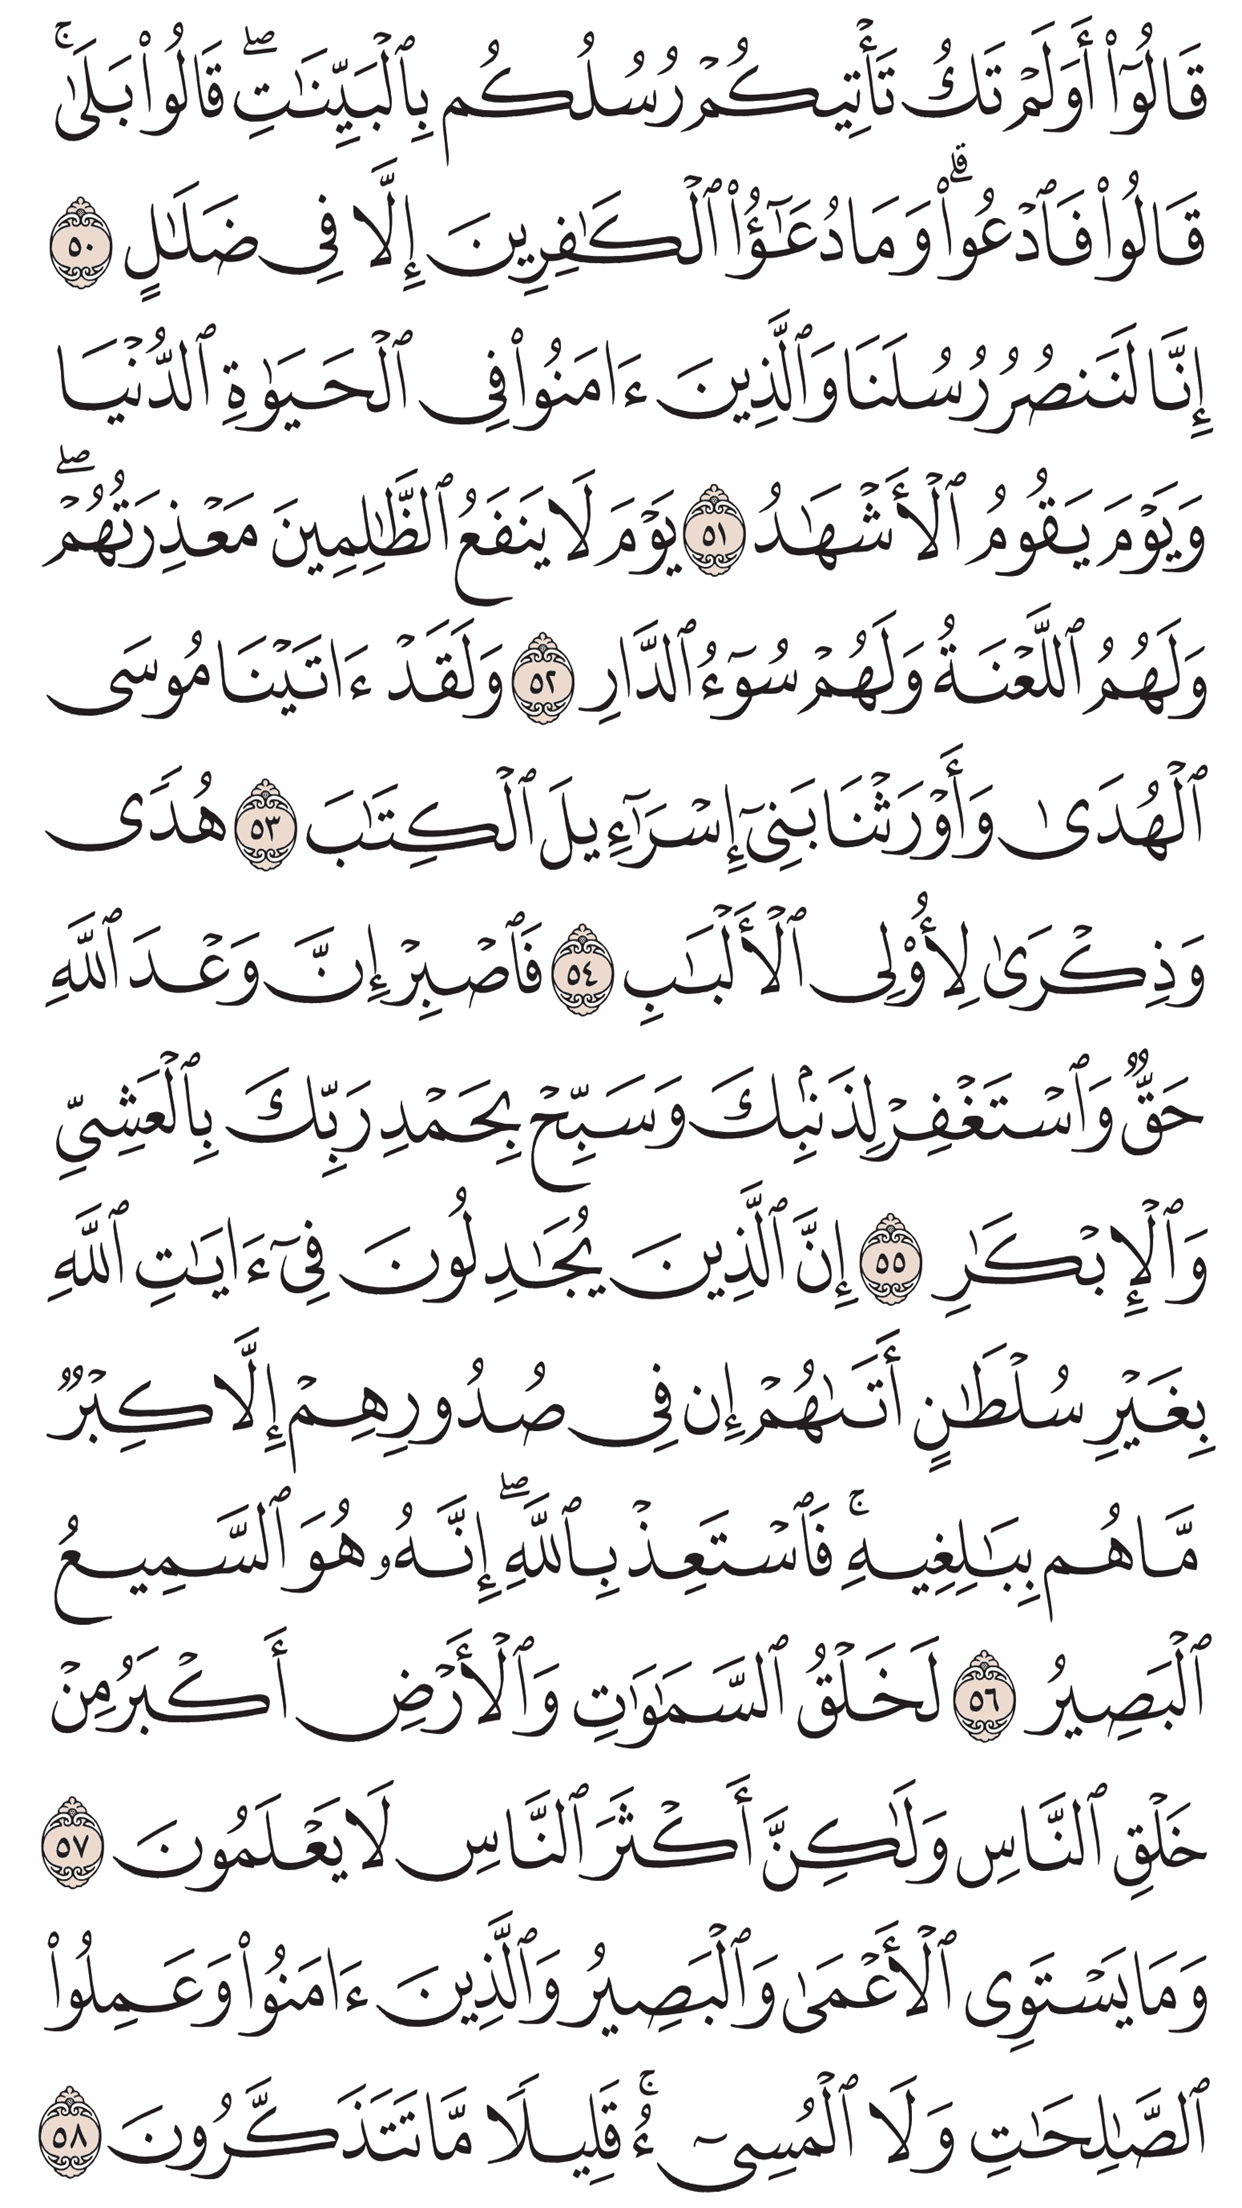 قَالُوٓا۟ أَوَلَمْ تَكُ تَأْتِيكُمْ رُسُلُكُم بِٱلْبَيِّنَٰتِ ۖ قَالُوا۟ بَلَىٰ ۚ
قَالُوا۟ فَٱدْعُوا۟ ۗ وَمَا دُعَٰٓؤُا۟ ٱلْكَٰفِرِينَ إِلَّا فِى ضَلَٰلٍ ٥٠
إِنَّا لَنَنصُرُ رُسُلَنَا وَٱلَّذِينَ ءَامَنُوا۟ فِى ٱلْحَيَوٰةِ ٱلدُّنْيَا
وَيَوْمَ يَقُومُ ٱلْأَشْهَٰدُ ٥١ يَوْمَ لَا يَنفَعُ ٱلظَّٰلِمِينَ مَعْذِرَتُهُمْ ۖ
وَلَهُمُ ٱللَّعْنَةُ وَلَهُمْ سُوٓءُ ٱلدَّارِ ٥٢ وَلَقَدْ ءَاتَيْنَا مُوسَى
ٱلْهُدَىٰ وَأَوْرَثْنَا بَنِىٓ إِسْرَٰٓءِيلَ ٱلْكِتَٰبَ ٥٣ هُدًى
وَذِكْرَىٰ لِأُو۟لِى ٱلْأَلْبَٰبِ ٥٤ فَٱصْبِرْ إِنَّ وَعْدَ ٱللَّهِ
حَقٌّ وَٱسْتَغْفِرْ لِذَنۢبِكَ وَسَبِّحْ بِحَمْدِ رَبِّكَ بِٱلْعَشِىِّ
وَٱلْإِبْكَٰرِ ٥٥ إِنَّ ٱلَّذِينَ يُجَٰدِلُونَ فِىٓ ءَايَٰتِ ٱللَّهِ
بِغَيْرِ سُلْطَٰنٍ أَتَىٰهُمْ إِن فِى صُدُورِهِمْ إِلَّا كِبْرٌ
مَّا هُم بِبَٰلِغِيهِ ۚ فَٱسْتَعِذْ بِٱللَّهِ ۖ إِنَّهُۥ هُوَ ٱلسَّمِيعُ
ٱلْبَصِيرُ ٥٦ لَخَلْقُ ٱلسَّمَٰوَٰتِ وَٱلْأَرْضِ أَكْبَرُ مِنْ
خَلْقِ ٱلنَّاسِ وَلَٰكِنَّ أَكْثَرَ ٱلنَّاسِ لَا يَعْلَمُونَ ٥٧
وَمَا يَسْتَوِى ٱلْأَعْمَىٰ وَٱلْبَصِيرُ وَٱلَّذِينَ ءَامَنُوا۟ وَعَمِلُوا۟
ٱلصَّٰلِحَٰتِ وَلَا ٱلْمُسِىٓءُ ۚ قَلِيلًا مَّا تَتَذَكَّرُونَ ٥٨